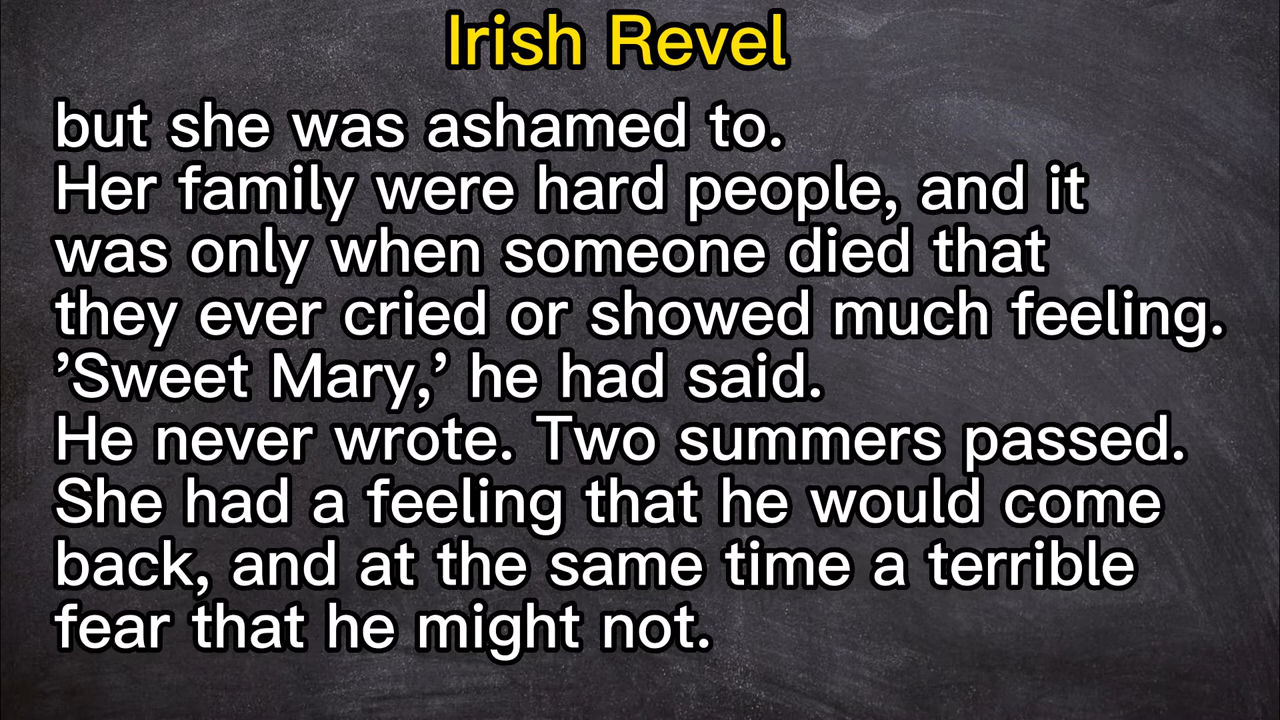 Irish Revel
but she was ashamed to.
Her family were hard people, and it
was only when someone died that
they ever cried or showed much feeling.
’Sweet Mary,’ he had said.
He never wrote. Two summers passed.
She had a feeling that he would come
back, and at the same time a terrible
fear that he might not.